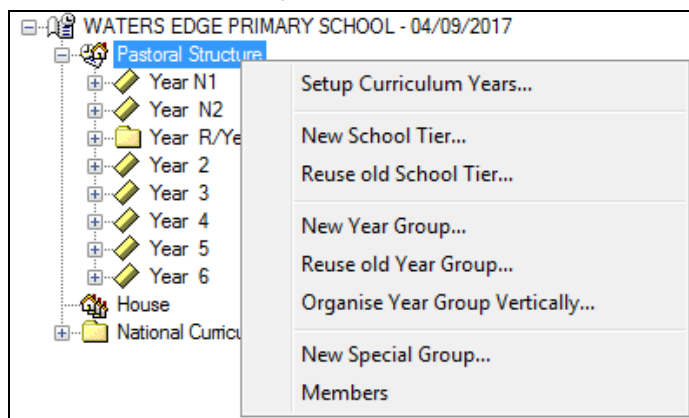 WATERS EDGE PRIMARY SCHOOL - 04/09/2017
Pastoral Structure
Year N1
Year N2
Year R/Ye
Year 2
Year 3
Year 4
Year 5
Year 6
House
National Curricu
Setup Curriculum Years...
New School Tier...
Reuse old School Tier...
New Year Group...
Reuse old Year Group...
Organise Year Group Vertically...
New Special Group...
Members